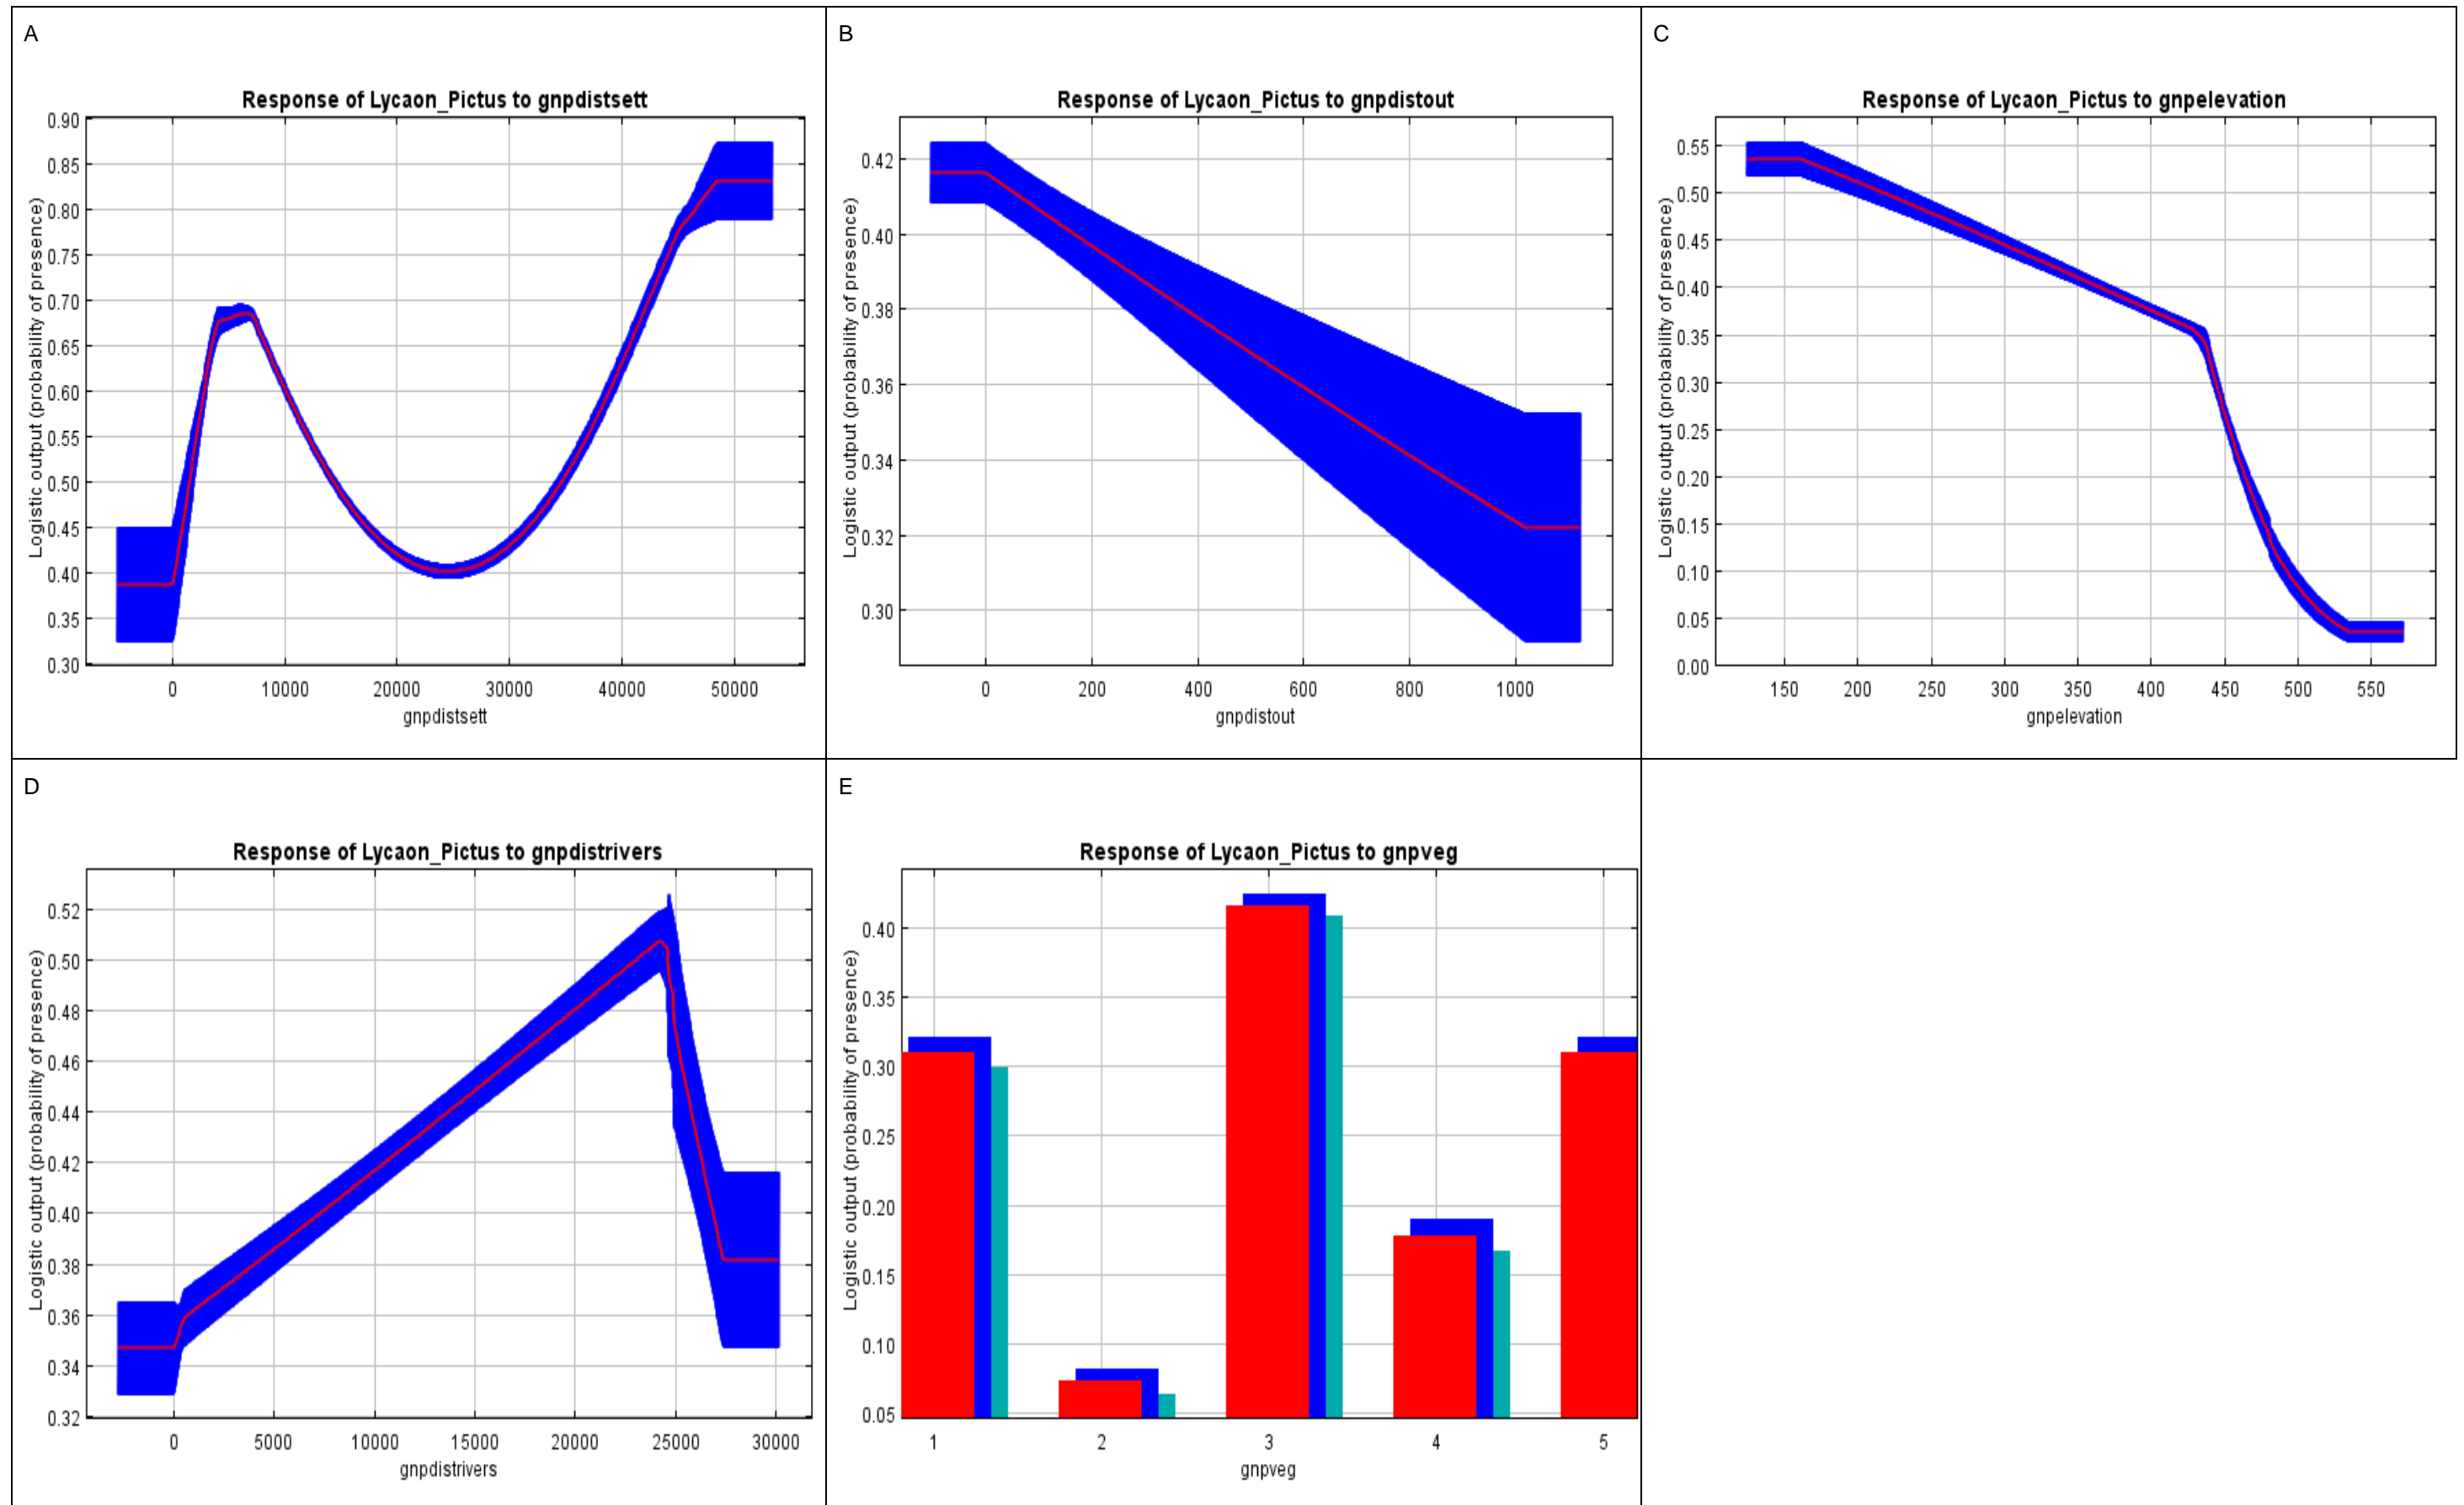 A
Response of Lycaon_Pictus to gnpdistsett
Logistic output (probability of presence)
0.90
0.85
0.80
0.75
0.70
0.65
0.60
0.55
0.50
0.45
0.40
0.35
0.30
0 10000 20000 30000 40000 50000
gnpdistsett
B
Response of Lycaon_Pictus to gnpdistout
Logistic output (probability of presence)
0.42
0.40
0.38
0.36
0.34
0.32
0.30
0 200 400 600 800 1000
gnpdistout
C
Response of Lycaon_Pictus to gnpelevation
Logistic output (probability of presence)
0.55
0.50
0.45
0.40
0.35
0.30
0.25
0.20
0.15
0.10
0.05
0.00
150 200 250 300 350 400 450 500 550
gnpelevation
D
Response of Lycaon_Pictus to gnpdistrivers
Logistic output (probability of presence)
0.52
0.50
0.48
0.46
0.44
0.42
0.40
0.38
0.36
0.34
0.32
0 5000 10000 15000 20000 25000 30000
gnpdistrivers
E
Response of Lycaon_Pictus to gnpveg
Logistic output (probability of presence)
0.40
0.35
0.30
0.25
0.20
0.15
0.10
0.05
1 2 3 4 5
gnpveg